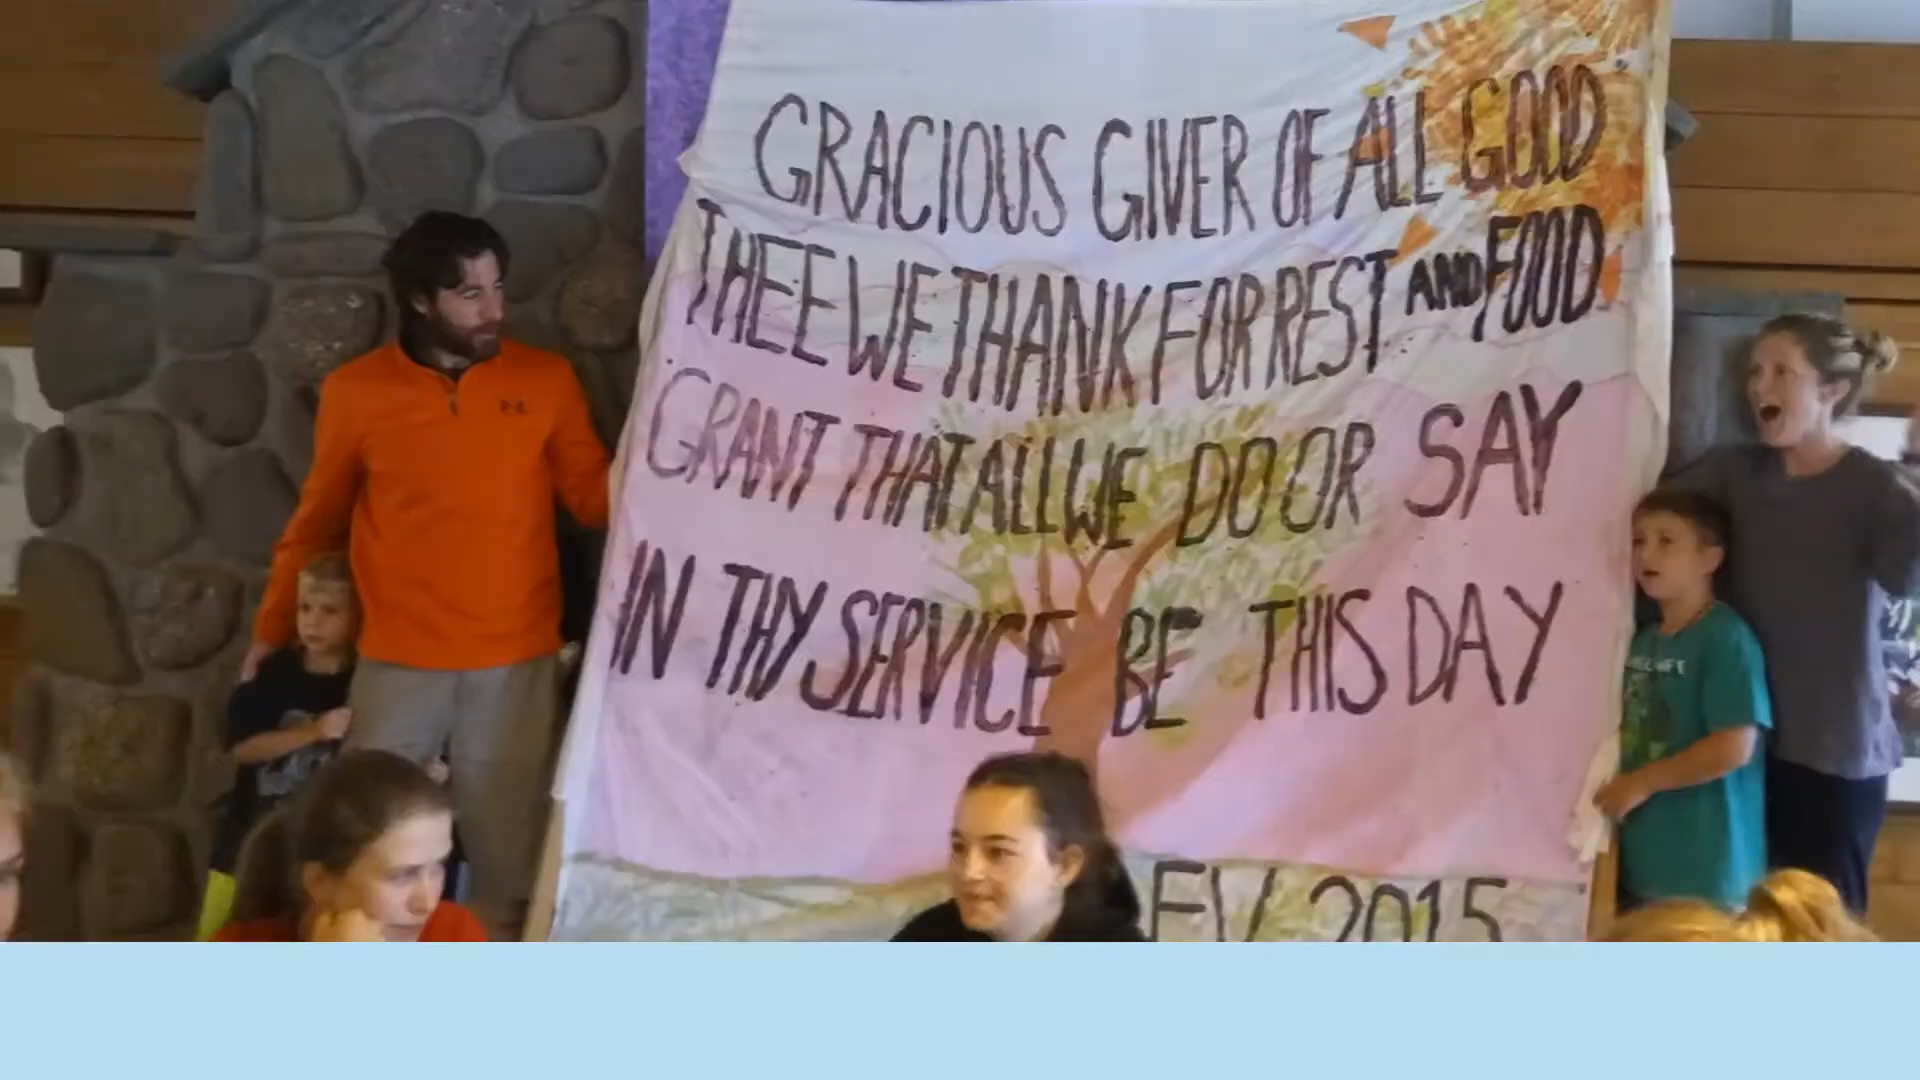 GRACIOUS GIVER OF ALL GOOD
THEE WE THANK FOR REST AND FOOD
GRANT THAT ALL WE DO OR SAY
IN THY SERVICE BE THIS DAY
2015